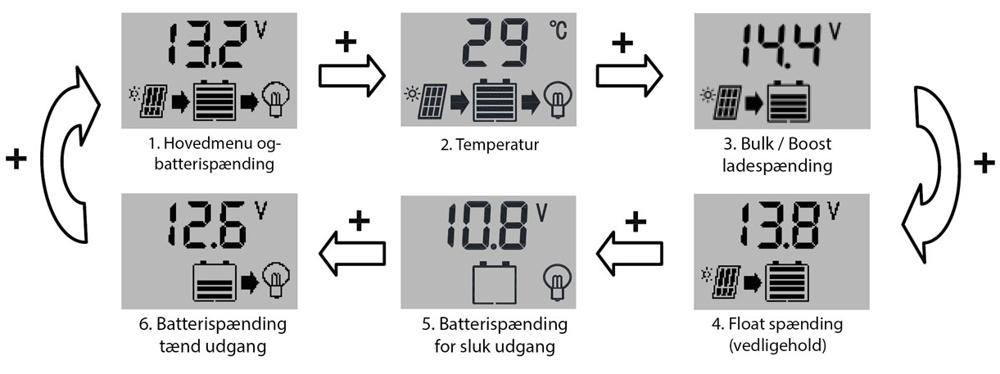 13.2 V
+
29 °C
+
14.4 V
1. Hovedmenu og-
batterispænding
2. Temperatur
3. Bulk / Boost
ladespænding
+
+
12.6 V
+
10.8 V
+
13.8 V
6. Batterispænding
tænd udgang
5. Batterispænding
for sluk udgang
4. Float spænding
(vedligehold)